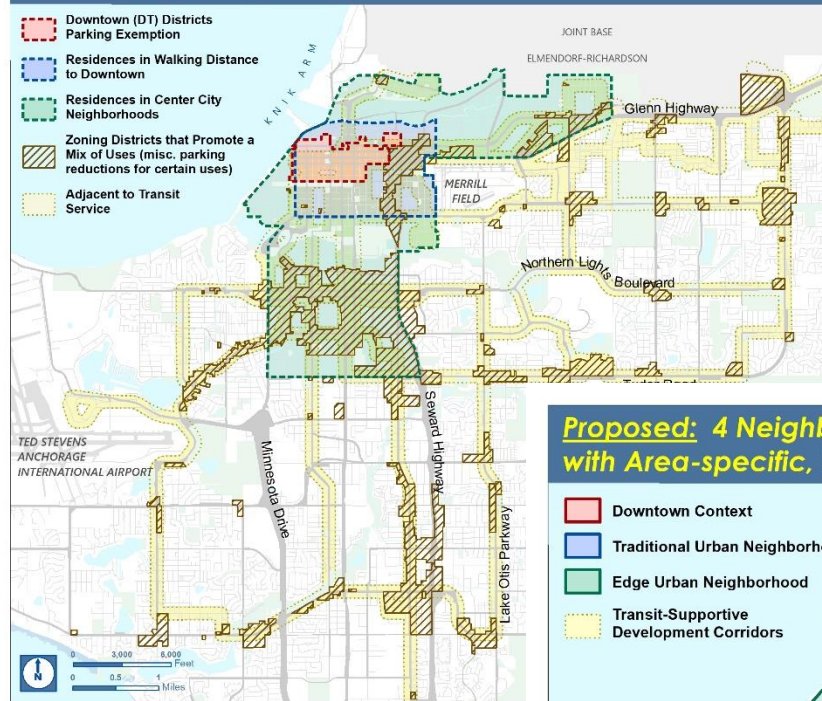 Downtown (DT) Districts
Parking Exemption
Residences in Walking Distance
to Downtown
Residences in Center City
Neighborhoods
Zoning Districts that Promote a
Mix of Uses (misc. parking
reductions for certain uses)
Adjacent to Transit
Service
JOINT BASE
ELMENDORF-RICHARDSON
KNIK ARM
Glenn Highway
MERRILL
FIELD
Northern Lights
Boulevard
TED STEVENS
ANCHORAGE
INTERNATIONAL AIRPORT
Minnesota Drive
Seward Highway
Lake Otis Parkway
0 3,000 6,000
Feet
0 0.5 1
Miles
N
Proposed: 4 Neighb
with Area-specific,
Downtown Context
Traditional Urban Neighborho
Edge Urban Neighborhood
Transit-Supportive
Development Corridors